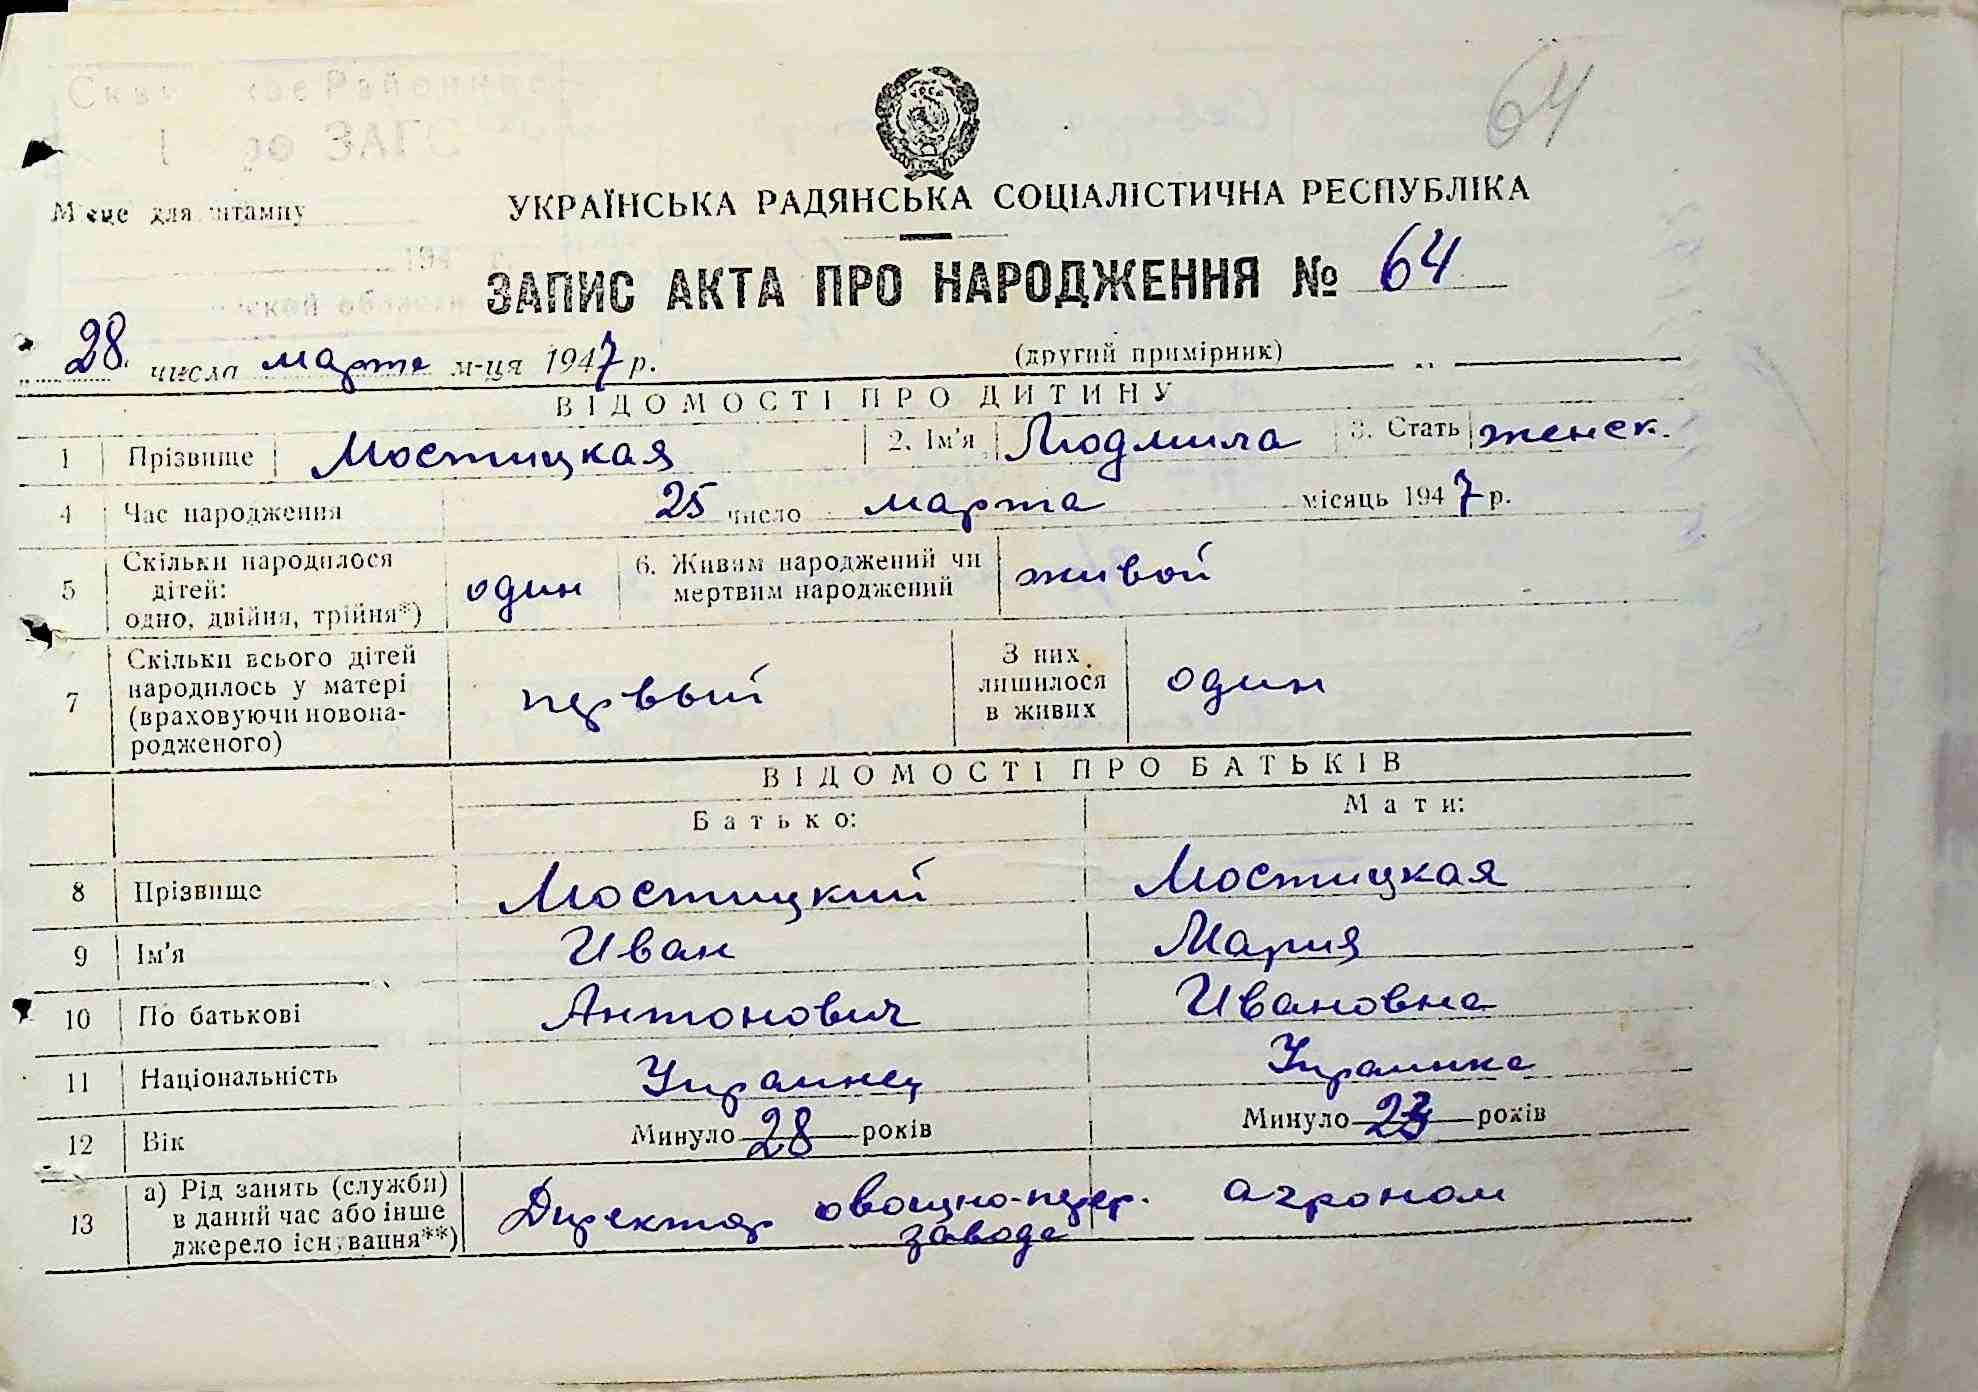 64
Районное
ЗАГС
Місце для штампу
УКРАЇНСЬКА РАДЯНСЬКА СОЦІАЛІСТИЧНА РЕСПУБЛІКА
ЗАПИС АКТА ПРО НАРОДЖЕННЯ № 64
28 числа марта м-ця 1947 р. (другий примірник)
ВІДОМОСТІ ПРО ДИТИНУ
1 Прізвище Мостицкая 2. Ім'я Людмила 3. Стать женск.
4 Час народження 25 число марта місяць 1947 р.
5 Скільки народилося дітей: одно, двійня, трійня*) один 6. Живим народжений чи мертвим народжений живой
7 Скільки всього дітей народилось у матері (враховуючи новона-родженого) первый З них лишилося в живих один
ВІДОМОСТІ ПРО БАТЬКІВ
Батько: Мати:
8 Прізвище Мостицкий Мостицкая
9 Ім'я Иван Мария
10 По батькові Антонович Ивановна
11 Національність Украинец Украинка
12 Вік Минуло 28 років Минуло років
13 а) Рід занять (служби) в даний час або інше джерело існування**) Директор овощно-пер. завода агроном